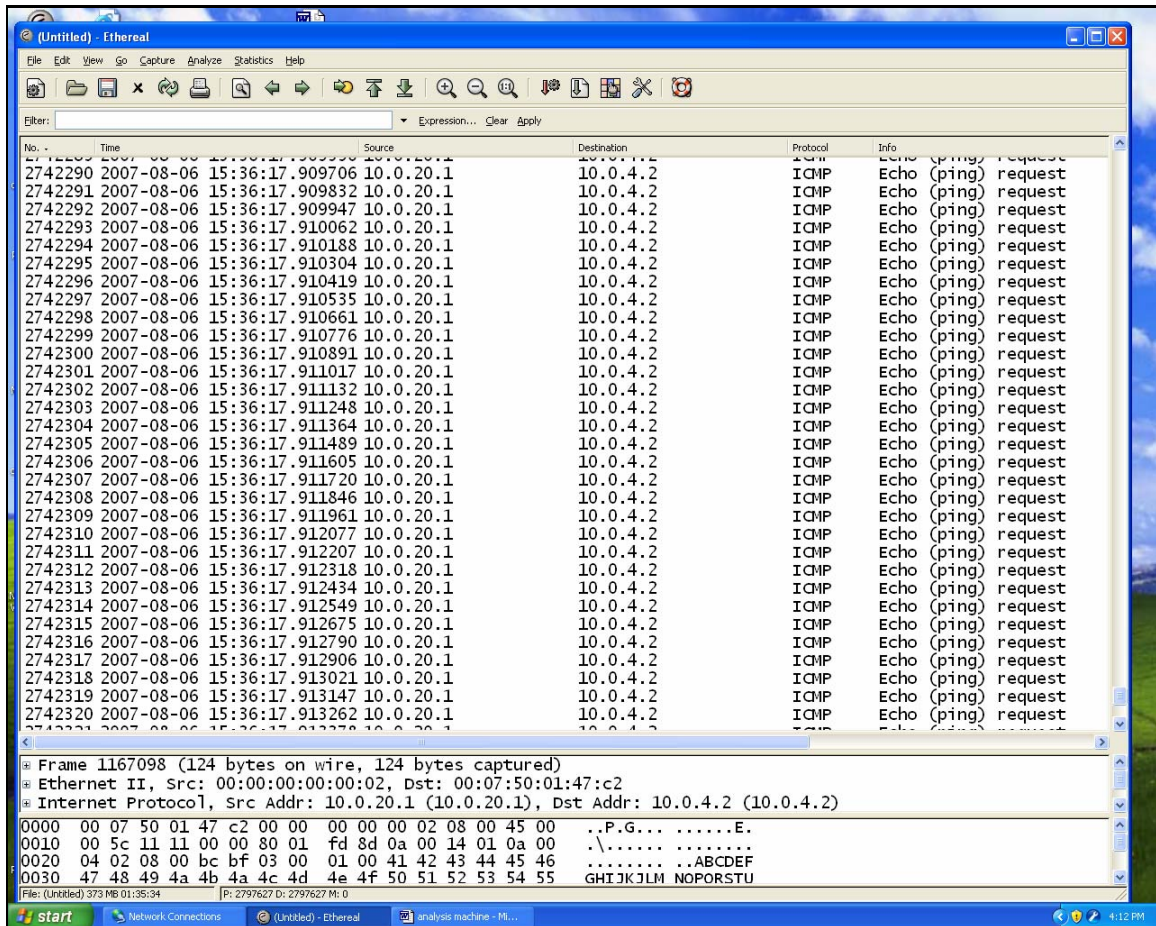 (Untitled) - Ethereal
File Edit View Go Capture Analyze Statistics Help
Filter: Expression... Clear Apply
No. - Time Source Destination Protocol Info
2742290 2007-08-06 15:36:17.909706 10.0.20.1 10.0.4.2 ICMP Echo (ping) request
2742291 2007-08-06 15:36:17.909832 10.0.20.1 10.0.4.2 ICMP Echo (ping) request
2742292 2007-08-06 15:36:17.909947 10.0.20.1 10.0.4.2 ICMP Echo (ping) request
2742293 2007-08-06 15:36:17.910062 10.0.20.1 10.0.4.2 ICMP Echo (ping) request
2742294 2007-08-06 15:36:17.910188 10.0.20.1 10.0.4.2 ICMP Echo (ping) request
2742295 2007-08-06 15:36:17.910304 10.0.20.1 10.0.4.2 ICMP Echo (ping) request
2742296 2007-08-06 15:36:17.910419 10.0.20.1 10.0.4.2 ICMP Echo (ping) request
2742297 2007-08-06 15:36:17.910535 10.0.20.1 10.0.4.2 ICMP Echo (ping) request
2742298 2007-08-06 15:36:17.910661 10.0.20.1 10.0.4.2 ICMP Echo (ping) request
2742299 2007-08-06 15:36:17.910776 10.0.20.1 10.0.4.2 ICMP Echo (ping) request
2742300 2007-08-06 15:36:17.910891 10.0.20.1 10.0.4.2 ICMP Echo (ping) request
2742301 2007-08-06 15:36:17.911017 10.0.20.1 10.0.4.2 ICMP Echo (ping) request
2742302 2007-08-06 15:36:17.911132 10.0.20.1 10.0.4.2 ICMP Echo (ping) request
2742303 2007-08-06 15:36:17.911248 10.0.20.1 10.0.4.2 ICMP Echo (ping) request
2742304 2007-08-06 15:36:17.911364 10.0.20.1 10.0.4.2 ICMP Echo (ping) request
2742305 2007-08-06 15:36:17.911489 10.0.20.1 10.0.4.2 ICMP Echo (ping) request
2742306 2007-08-06 15:36:17.911605 10.0.20.1 10.0.4.2 ICMP Echo (ping) request
2742307 2007-08-06 15:36:17.911720 10.0.20.1 10.0.4.2 ICMP Echo (ping) request
2742308 2007-08-06 15:36:17.911846 10.0.20.1 10.0.4.2 ICMP Echo (ping) request
2742309 2007-08-06 15:36:17.911961 10.0.20.1 10.0.4.2 ICMP Echo (ping) request
2742310 2007-08-06 15:36:17.912077 10.0.20.1 10.0.4.2 ICMP Echo (ping) request
2742311 2007-08-06 15:36:17.912207 10.0.20.1 10.0.4.2 ICMP Echo (ping) request
2742312 2007-08-06 15:36:17.912318 10.0.20.1 10.0.4.2 ICMP Echo (ping) request
2742313 2007-08-06 15:36:17.912434 10.0.20.1 10.0.4.2 ICMP Echo (ping) request
2742314 2007-08-06 15:36:17.912549 10.0.20.1 10.0.4.2 ICMP Echo (ping) request
2742315 2007-08-06 15:36:17.912675 10.0.20.1 10.0.4.2 ICMP Echo (ping) request
2742316 2007-08-06 15:36:17.912790 10.0.20.1 10.0.4.2 ICMP Echo (ping) request
2742317 2007-08-06 15:36:17.912906 10.0.20.1 10.0.4.2 ICMP Echo (ping) request
2742318 2007-08-06 15:36:17.913021 10.0.20.1 10.0.4.2 ICMP Echo (ping) request
2742319 2007-08-06 15:36:17.913147 10.0.20.1 10.0.4.2 ICMP Echo (ping) request
2742320 2007-08-06 15:36:17.913262 10.0.20.1 10.0.4.2 ICMP Echo (ping) request
Frame 1167098 (124 bytes on wire, 124 bytes captured)
Ethernet II, Src: 00:00:00:00:00:02, Dst: 00:07:50:01:47:c2
Internet Protocol, Src Addr: 10.0.20.1 (10.0.20.1), Dst Addr: 10.0.4.2 (10.0.4.2)
0000 00 07 50 01 47 c2 00 00 00 00 00 02 08 00 45 00 ..P.G... ......E.
0010 00 5c 11 11 00 00 80 01 fd 8d 0a 00 14 01 0a 00 .\...... ........
0020 04 02 08 00 bc bf 03 00 01 00 41 42 43 44 45 46 ........ ..ABCDEF
0030 47 48 49 4a 4b 4a 4c 4d 4e 4f 50 51 52 53 54 55 GHIJKJLM NOPQRSTU
File: (Untitled) 373 MB 01:35:34 P: 2797627 D: 2797627 M: 0
start Network Connections (Untitled) - Ethereal analysis machine - Mi... 4:12 PM